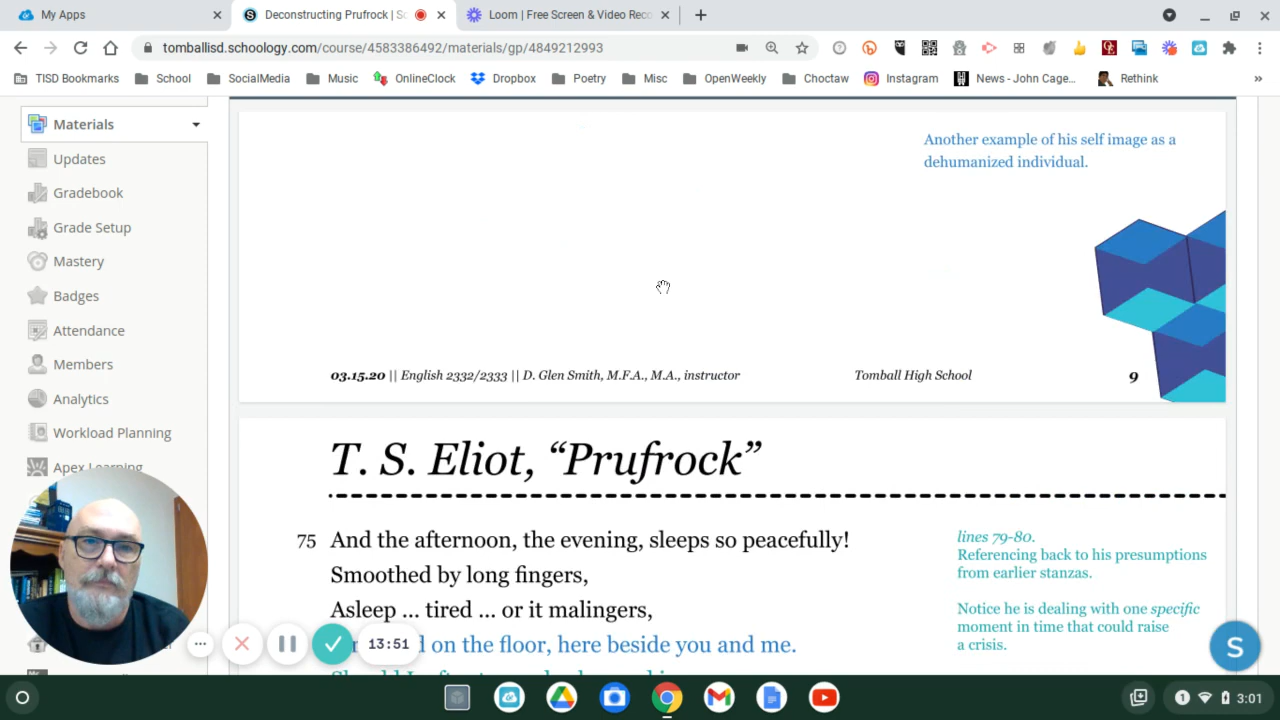 My Apps
Deconstructing Prufrock | Sc
Loom | Free Screen & Video Reco
tomballisd.schoology.com/course/4583386492/materials/gp/4849212993
TISD Bookmarks
School
SocialMedia
Music
OnlineClock
Dropbox
Poetry
Misc
OpenWeekly
Choctaw
Instagram
News - John Cage...
Rethink
»
Materials
Updates
Gradebook
Grade Setup
Mastery
Badges
Attendance
Members
Analytics
Workload Planning
Apex Learning
Another example of his self image as a
dehumanized individual.
03.15.20 || English 2332/2333 || D. Glen Smith, M.F.A., M.A., instructor
Tomball High School
9
T. S. Eliot, “Prufrock”
75 And the afternoon, the evening, sleeps so peacefully!
Smoothed by long fingers,
Asleep ... tired ... or it malingers,
on the floor, here beside you and me.
lines 79-80.
Referencing back to his presumptions
from earlier stanzas.
Notice he is dealing with one specific
moment in time that could raise
a crisis.
13:51
S
1
3:01